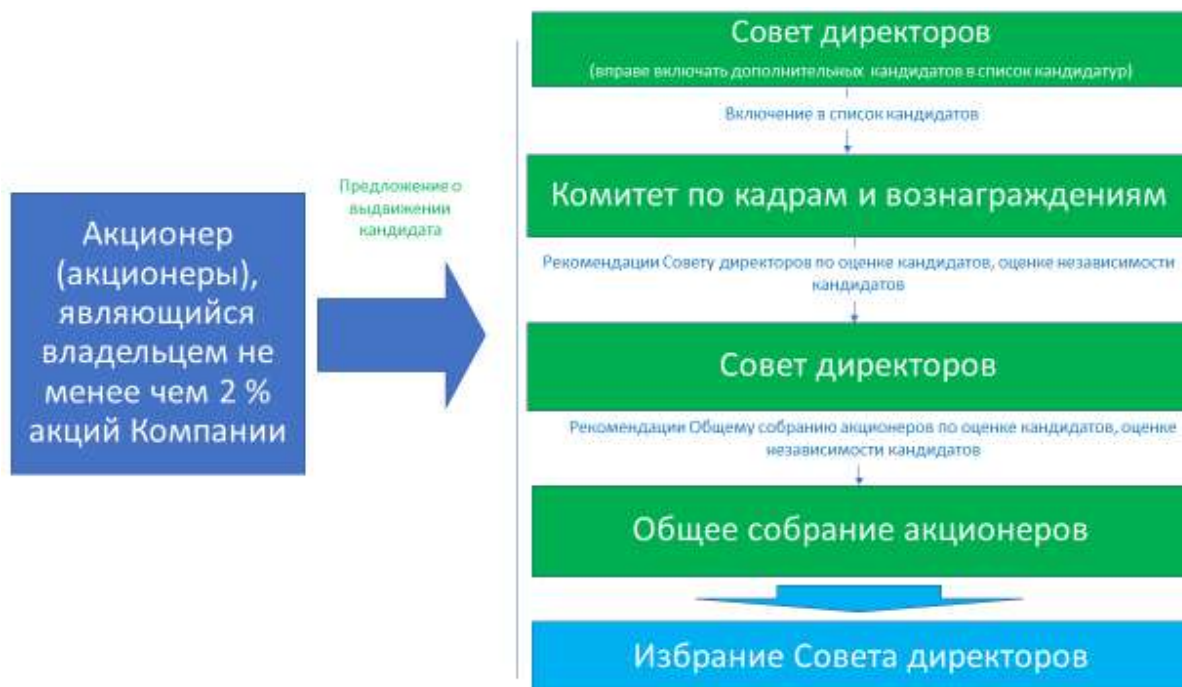 Акционер
(акционеры),
являющийся
владельцем не
менее чем 2 %
акций Компании
Предложение о
выдвижении
кандидата
Совет директоров
(вправе включать дополнительных кандидатов в список кандидатур)
Включение в список кандидатов
Комитет по кадрам и вознаграждениям
Рекомендации Совету директоров по оценке кандидатов, оценке независимости
кандидатов
Совет директоров
Рекомендации Общему собранию акционеров по оценке кандидатов, оценке
независимости кандидатов
Общее собрание акционеров
Избрание Совета директоров